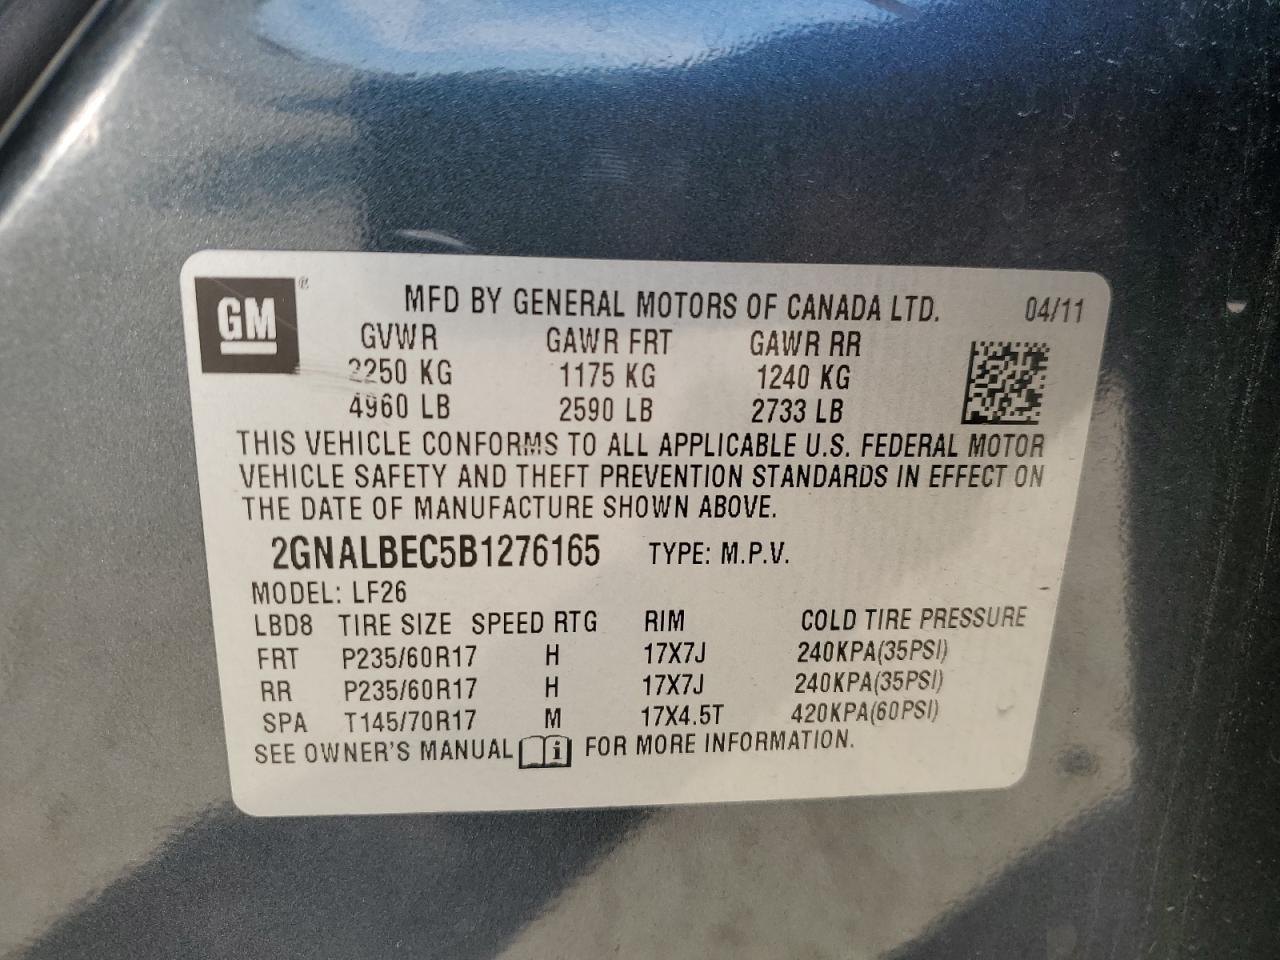 GM ® MFD BY GENERAL MOTORS OF CANADA LTD. 04/11
GVWR GAWR FRT GAWR RR
2250 KG 1175 KG 1240 KG
4960 LB 2590 LB 2733 LB
THIS VEHICLE CONFORMS TO ALL APPLICABLE U.S. FEDERAL MOTOR
VEHICLE SAFETY AND THEFT PREVENTION STANDARDS IN EFFECT ON
THE DATE OF MANUFACTURE SHOWN ABOVE.
2GNALBEC5B1276165 TYPE: M.P.V.
MODEL: LF26
LBD8 TIRE SIZE SPEED RTG RIM COLD TIRE PRESSURE
FRT P235/60R17 H 17X7J 240KPA(35PSI)
RR P235/60R17 H 17X7J 240KPA(35PSI)
SPA T145/70R17 M 17X4.5T 420KPA(60PSI)
SEE OWNER'S MANUAL i FOR MORE INFORMATION.